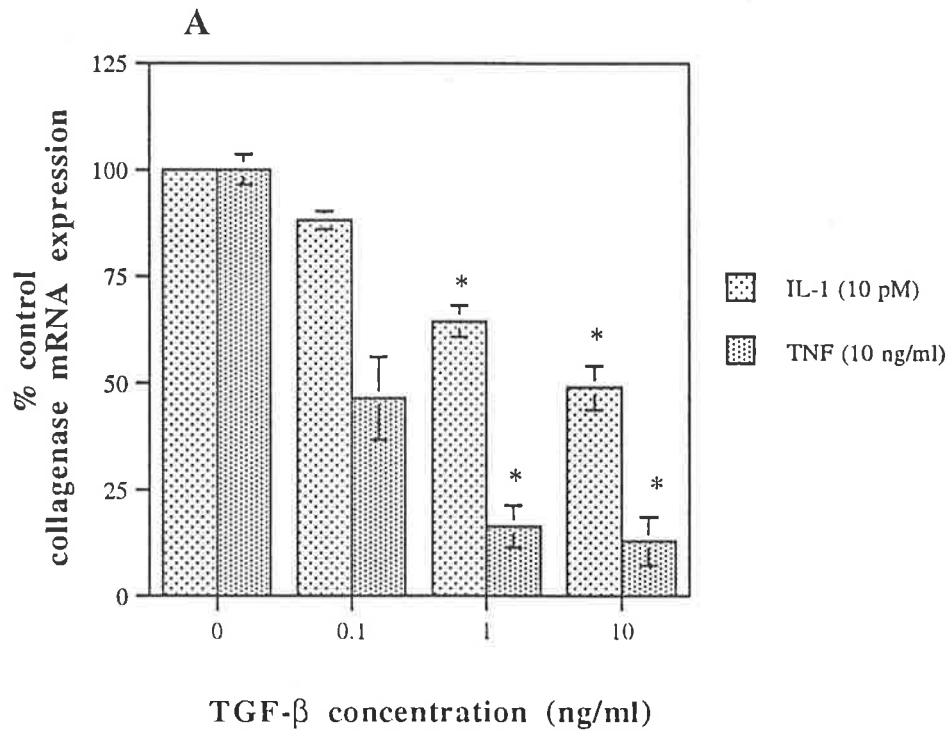 A
125
100
75
50
25
0
% control
collagenase mRNA expression
*
*
*
*
0
0.1
1
10
TGF-β concentration (ng/ml)
IL-1 (10 pM)
TNF (10 ng/ml)